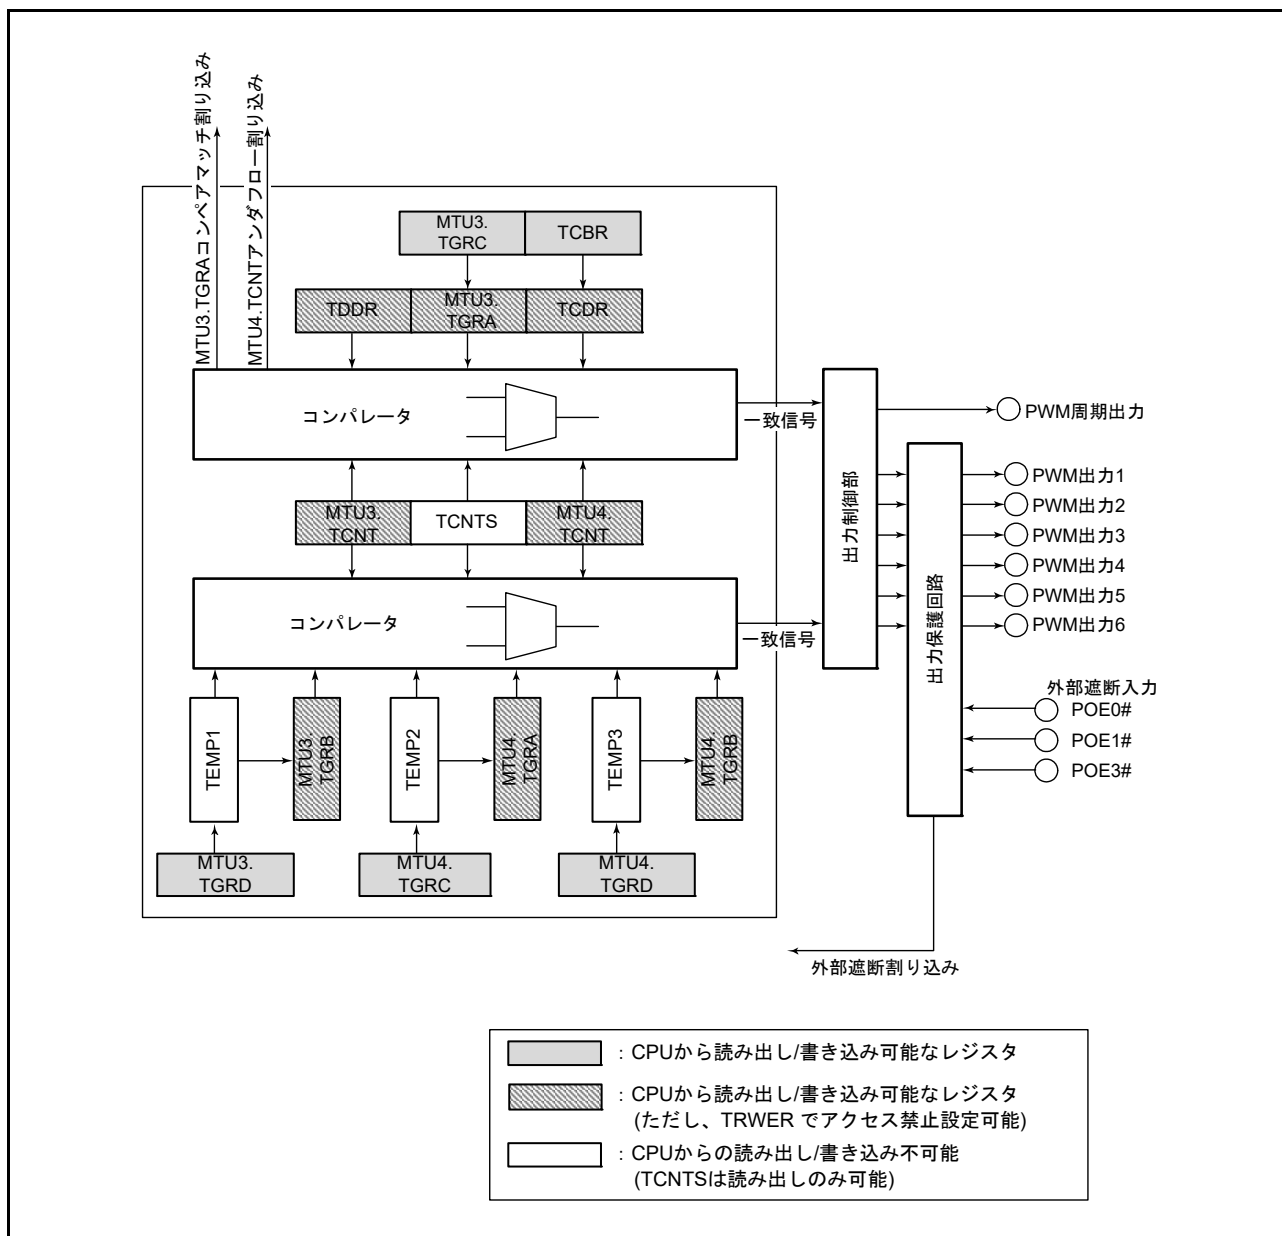 MTU3.TGRAコンペアマッチ割り込み
MTU4.TCNTアンダフロー割り込み
MTU3.
TGRC
TCBR
TDDR
MTU3.
TGRA
TCDR
コンパレータ
一致信号
MTU3.
TCNT
TCNTS
MTU4.
TCNT
コンパレータ
一致信号
TEMP1
MTU3.
TGRB
TEMP2
MTU4.
TGRA
TEMP3
MTU4.
TGRB
MTU3.
TGRD
MTU4.
TGRC
MTU4.
TGRD
出力制御部
出力保護回路
PWM周期出力
PWM出力1
PWM出力2
PWM出力3
PWM出力4
PWM出力5
PWM出力6
外部遮断入力
POE0#
POE1#
POE3#
外部遮断割り込み
：CPUから読み出し/書き込み可能なレジスタ
：CPUから読み出し/書き込み可能なレジスタ
(ただし、TRWER でアクセス禁止設定可能)
：CPUからの読み出し/書き込み不可能
(TCNTSは読み出しのみ可能)